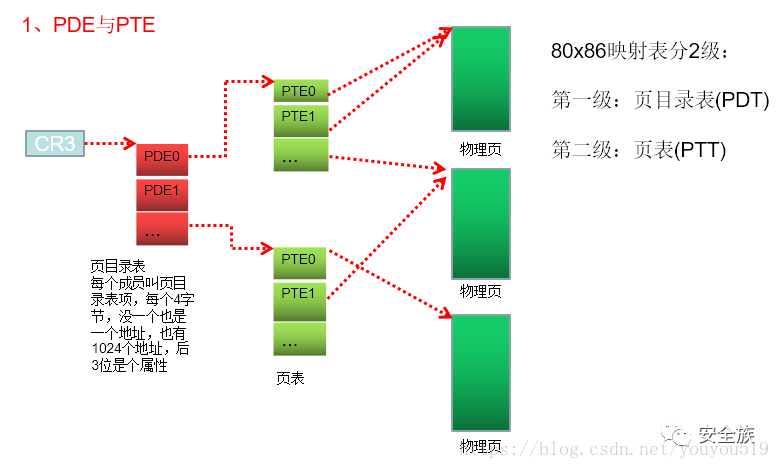 1、PDE与PTE
80x86映射表分2级：
第一级：页目录表(PDT)
第二级：页表(PTT)
CR3
PDE0
PDE1
...
页目录表
每个成员叫页目
录表项，每个4字
节，没一个也是
一个地址，也有
1024个地址，后
3位是个属性
PTE0
PTE1
...
PTE0
PTE1
...
页表
物理页
物理页
物理页
安全族
https://blog.csdn.net/youyou519